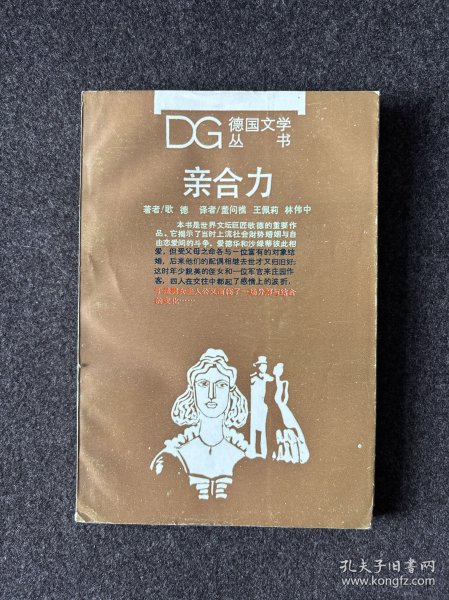 DG 德国文学
丛书
亲合力
著者/歌 德 译者/董问樵 王佩莉 林伟中
本书是世界文坛巨匠歌德的重要作
品。它揭示了当时上流社会财势婚姻与自
由恋爱间的斗争。爱德华和沙绿蒂彼此相
爱，但受父母之命各与一位富有的对象结
婚，后来他们的配偶相继去世才又归旧好；
这时年少貌美的侄女和一位军官来庄园作
客，四人在交往中都起了感情上的波折，
孔夫子旧书网
www.kongfz.com